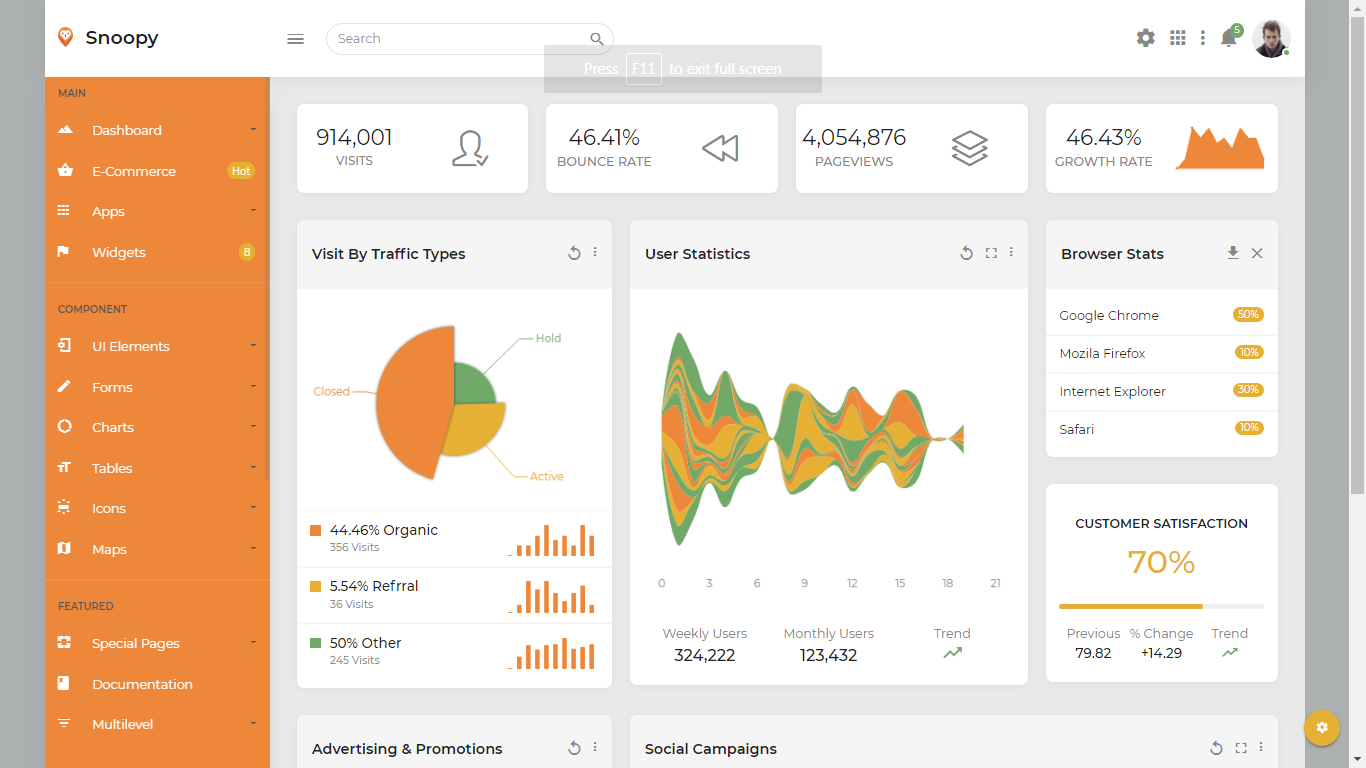 Snoopy
Search
5
Press F11 to exit full screen
MAIN
Dashboard
E-Commerce Hot
Apps
Widgets 8
COMPONENT
UI Elements
Forms
Charts
Tables
Icons
Maps
FEATURED
Special Pages
Documentation
Multilevel
914,001
VISITS
46.41%
BOUNCE RATE
4,054,876
PAGEVIEWS
46.43%
GROWTH RATE
Visit By Traffic Types
Hold
Closed
Active
44.46% Organic
356 Visits
5.54% Refrral
36 Visits
50% Other
245 Visits
User Statistics
0 3 6 9 12 15 18 21
Weekly Users Monthly Users Trend
324,222 123,432
Browser Stats
Google Chrome 50%
Mozila Firefox 10%
Internet Explorer 30%
Safari 10%
CUSTOMER SATISFACTION
70%
Previous % Change Trend
79.82 +14.29
Advertising & Promotions
Social Campaigns